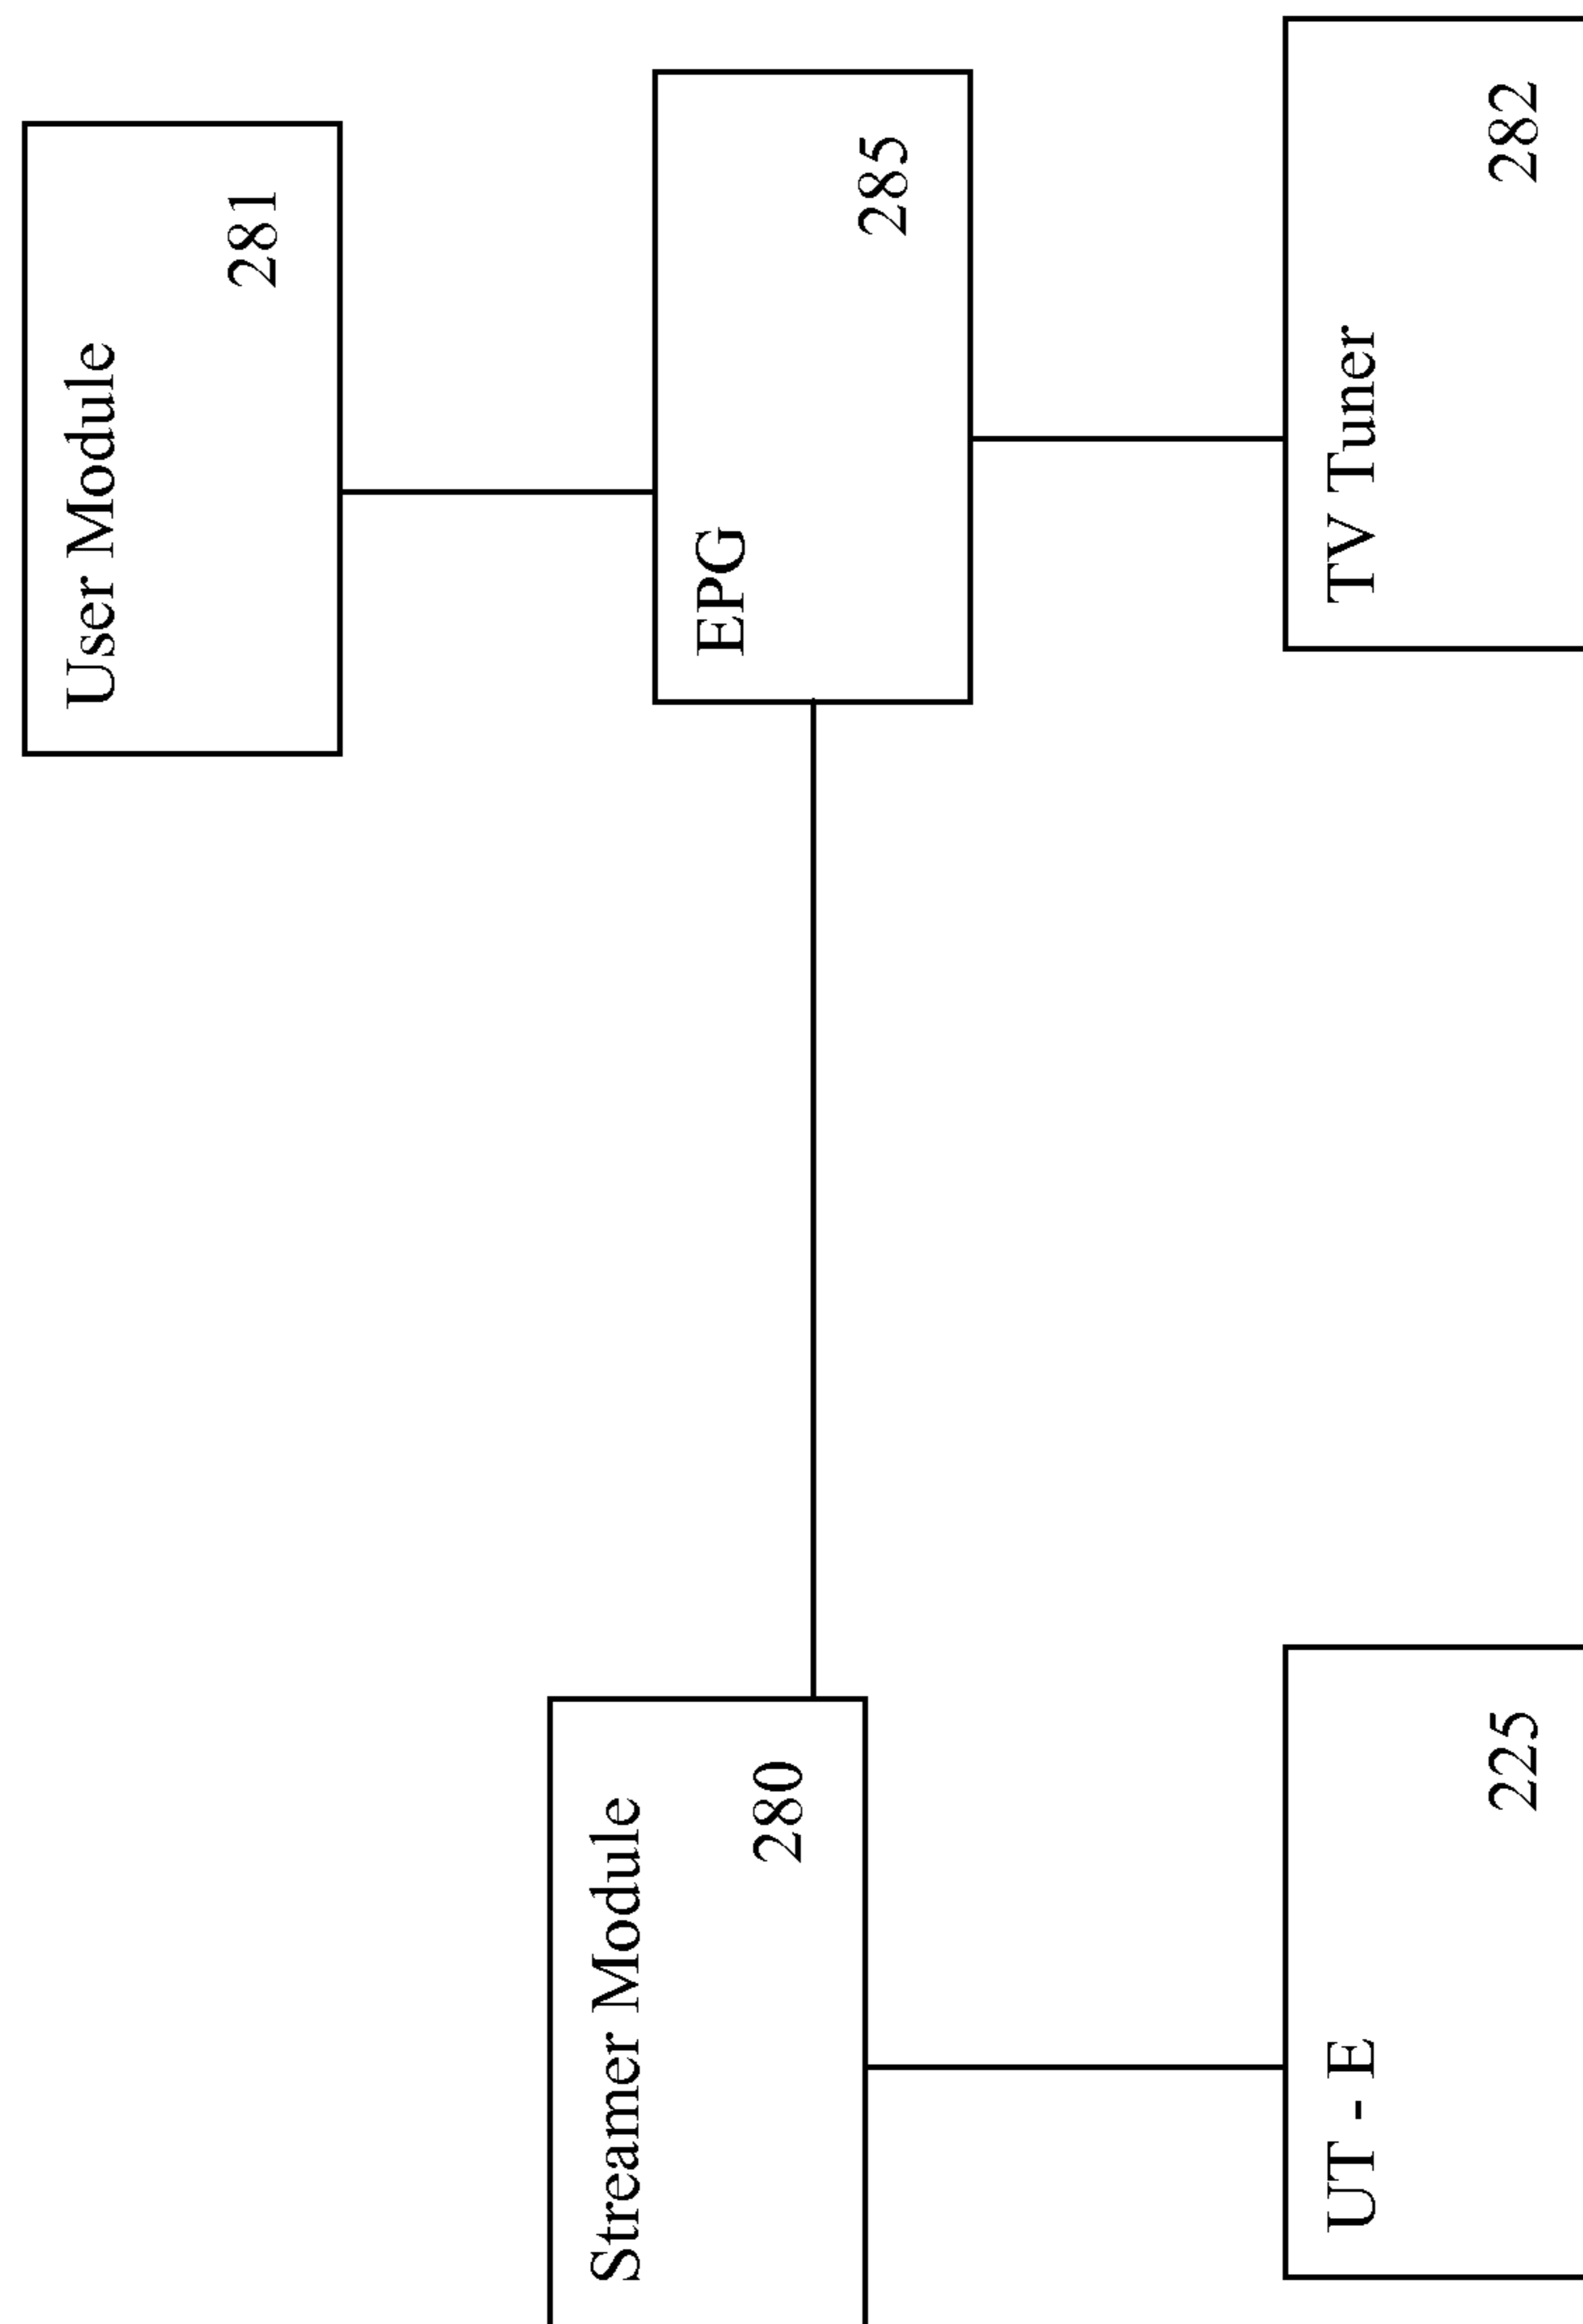 User Module
281
Streamer Module
280
EPG
285
UT - E
225
TV Tuner
282